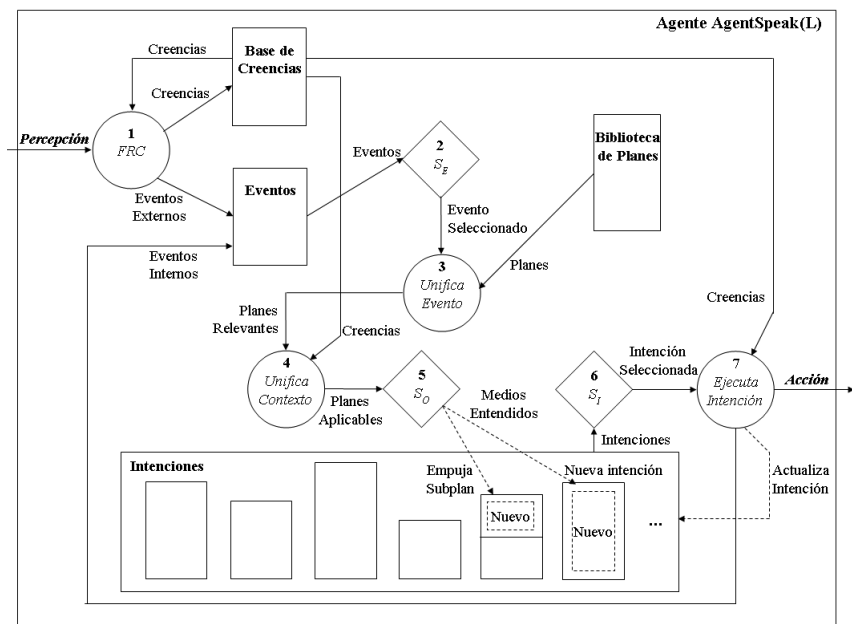 Agente AgentSpeak(L)
Creencias
Base de
Creencias
Creencias
Percepción
1
FRC
Eventos
Externos
Eventos
Eventos
Internos
Eventos
2
S_E
Evento
Seleccionado
Biblioteca
de Planes
Planes
3
Unifica
Evento
Planes
Relevantes
Creencias
Creencias
4
Unifica
Contexto
Planes
Aplicables
5
S_O
Medios
Entendidos
6
S_I
Intención
Seleccionada
7
Ejecuta
Intención
Acción
Intenciones
Intenciones
Empuja
Subplan
Nueva intención
Actualiza
Intención
Nuevo
Nuevo
...